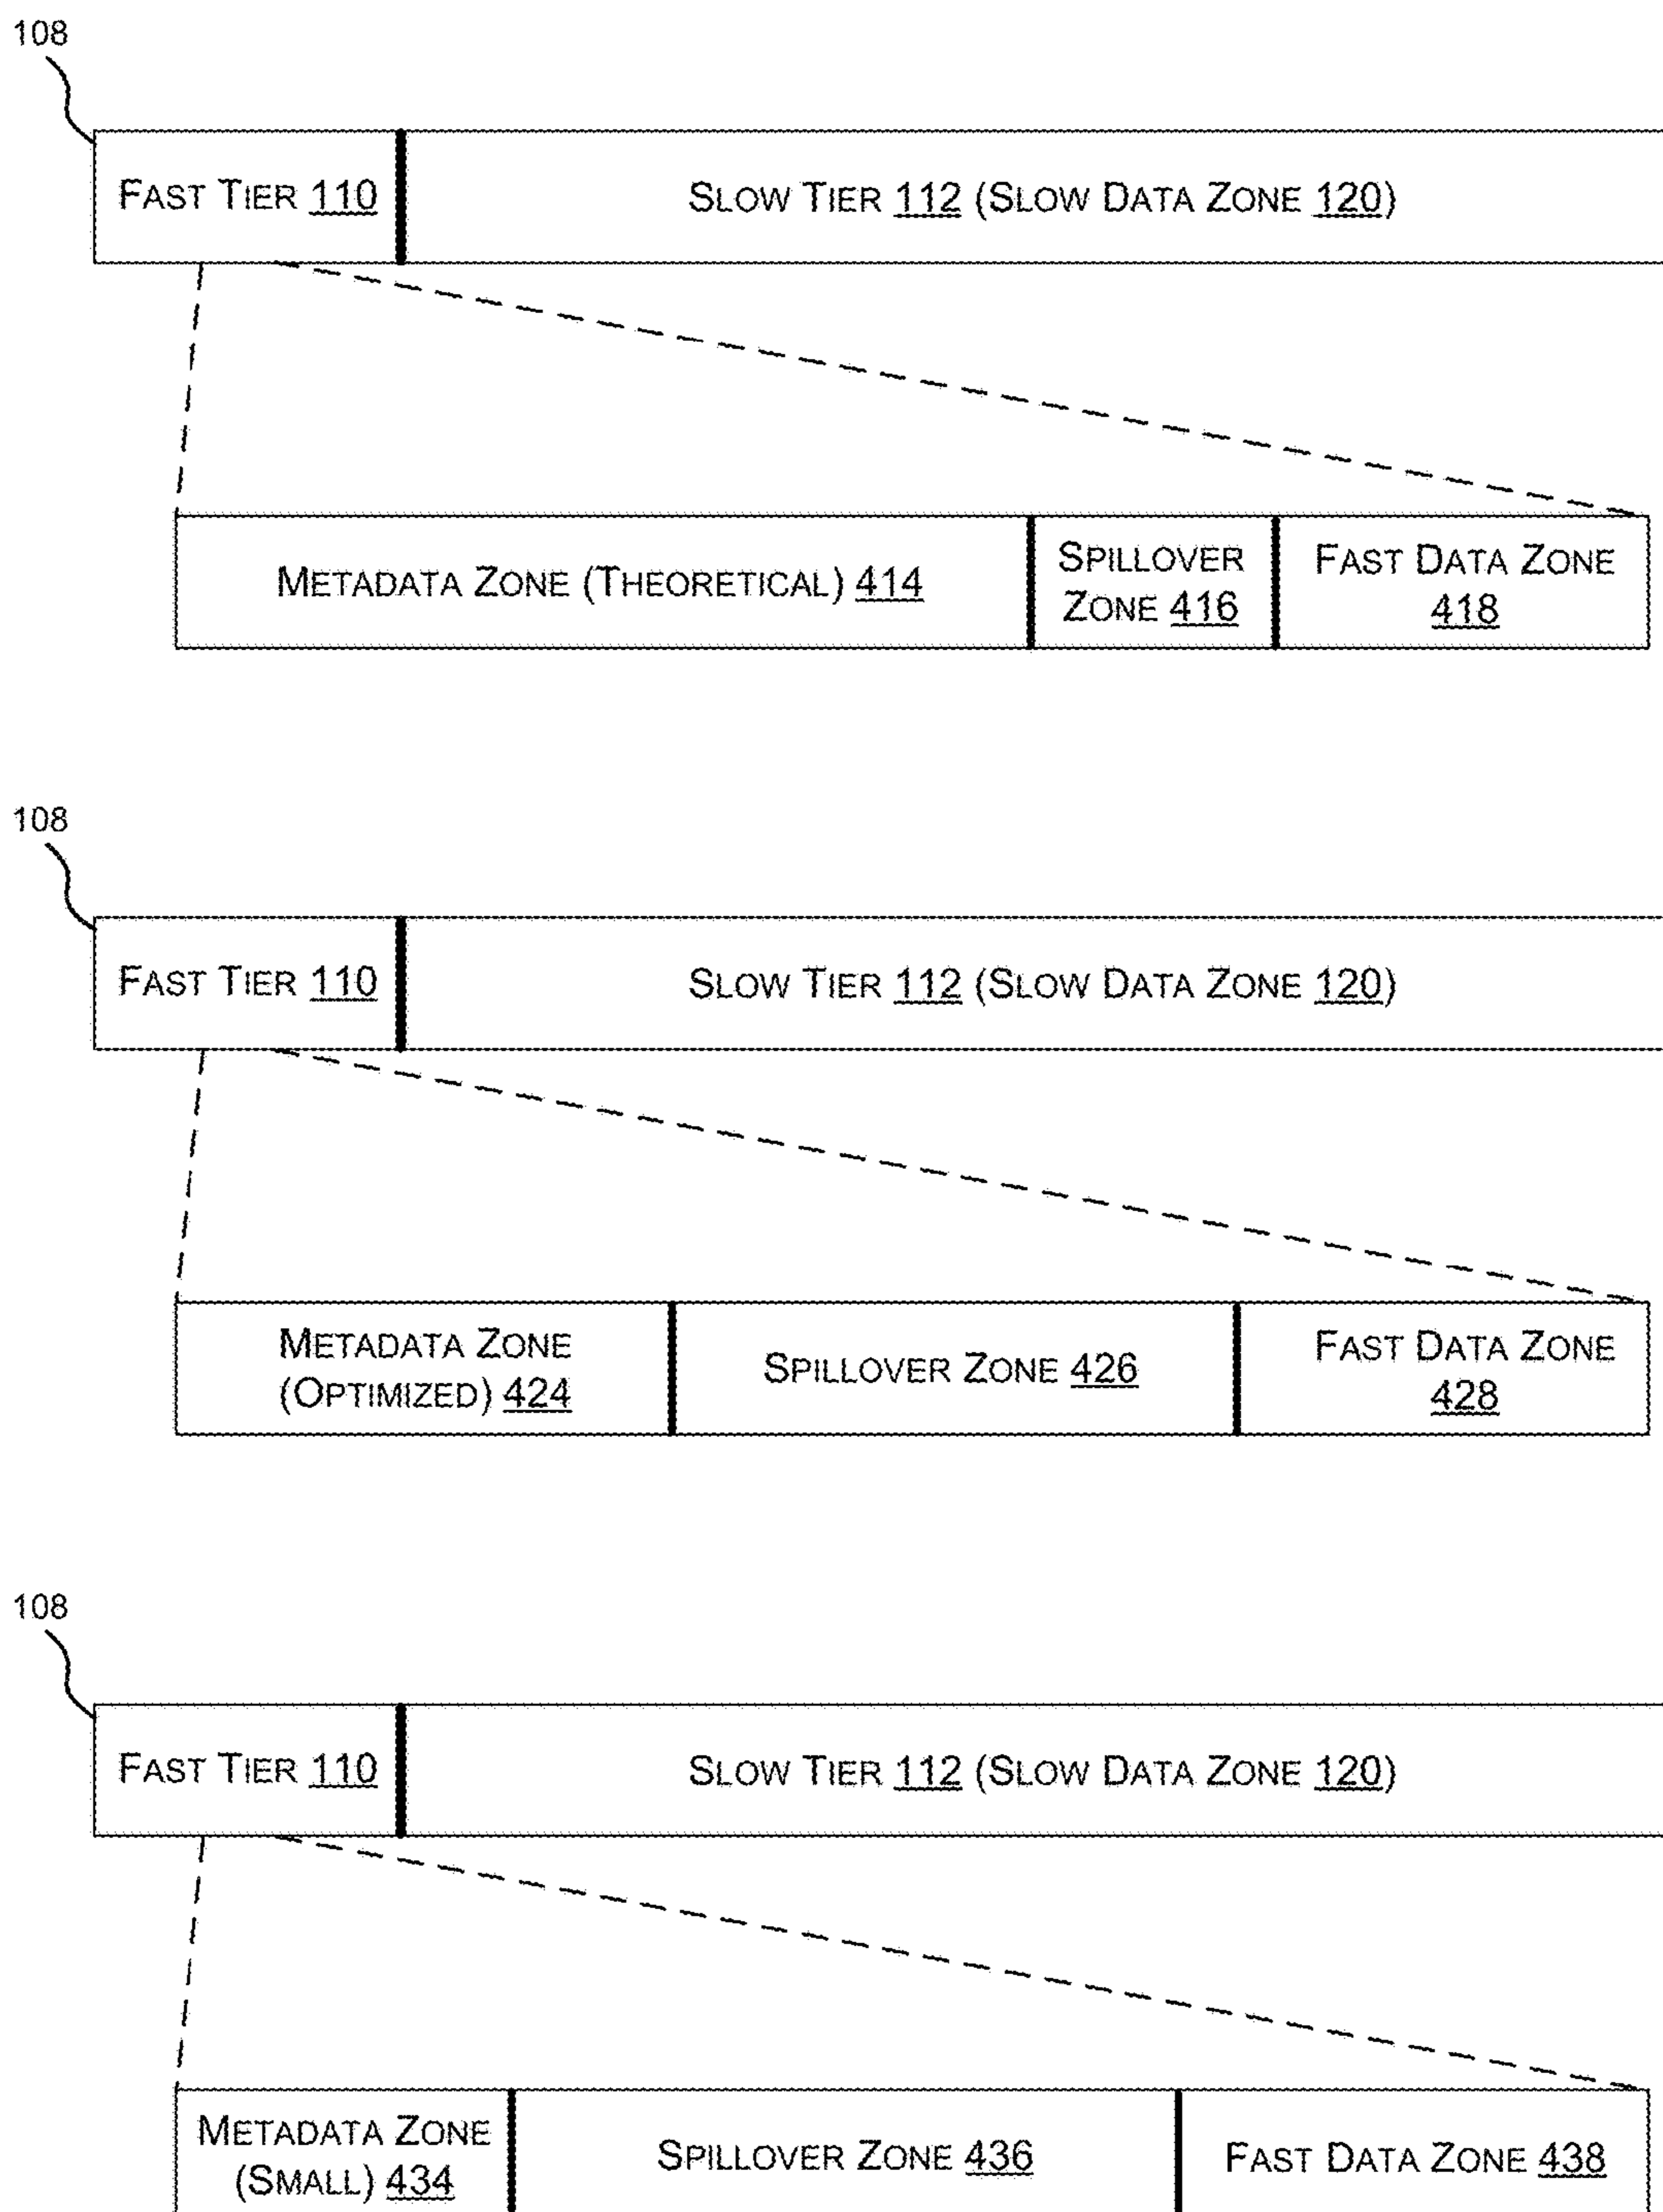 108
FAST TIER 110
SLOW TIER 112 (SLOW DATA ZONE 120)
METADATA ZONE (THEORETICAL) 414
SPILLOVER
ZONE 416
FAST DATA ZONE
418
108
FAST TIER 110
SLOW TIER 112 (SLOW DATA ZONE 120)
METADATA ZONE
(OPTIMIZED) 424
SPILLOVER ZONE 426
FAST DATA ZONE
428
108
FAST TIER 110
SLOW TIER 112 (SLOW DATA ZONE 120)
METADATA ZONE
(SMALL) 434
SPILLOVER ZONE 436
FAST DATA ZONE 438